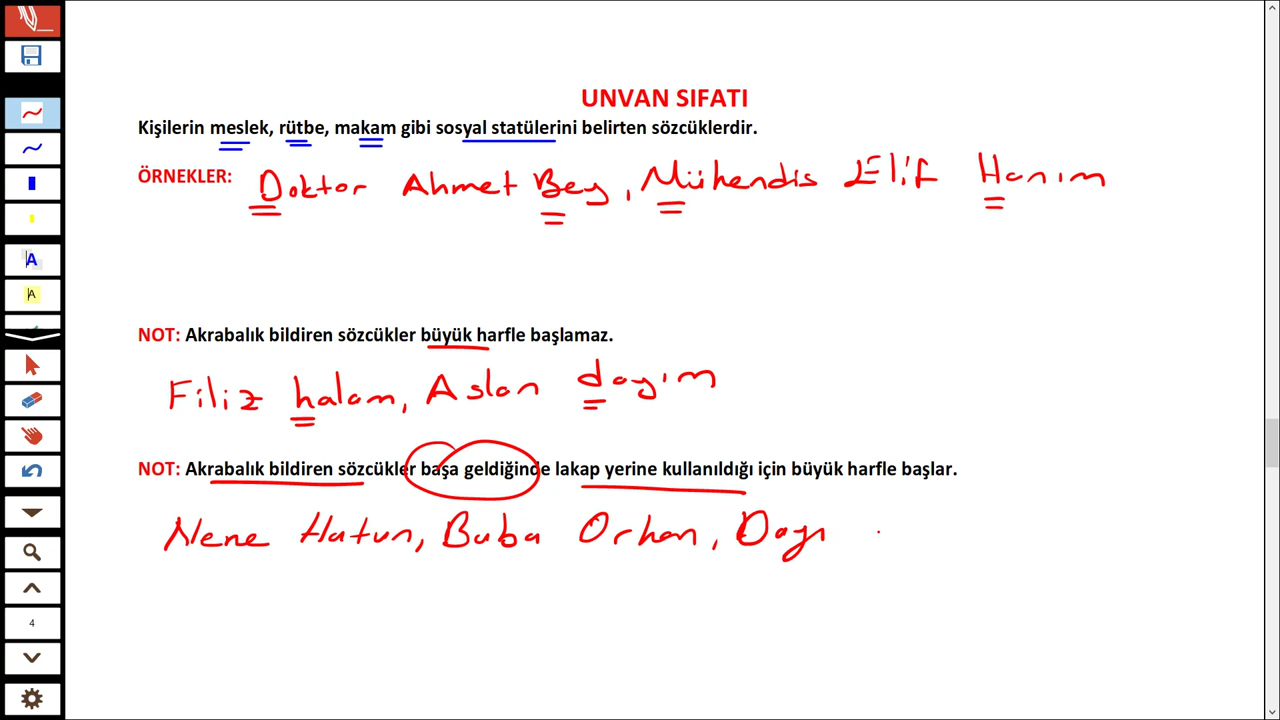 UNVAN SIFATI
Kişilerin meslek, rütbe, makam gibi sosyal statülerini belirten sözcüklerdir.
ÖRNEKLER: Doktor Ahmet Bey, Mühendis Elif Hanım
NOT: Akrabalık bildiren sözcükler büyük harfle başlamaz.
Filiz halam, Aslan dayım
NOT: Akrabalık bildiren sözcükler başa geldiğinde lakap yerine kullanıldığı için büyük harfle başlar.
Nene Hatun, Baba Orhan, Dayı
A
A
4